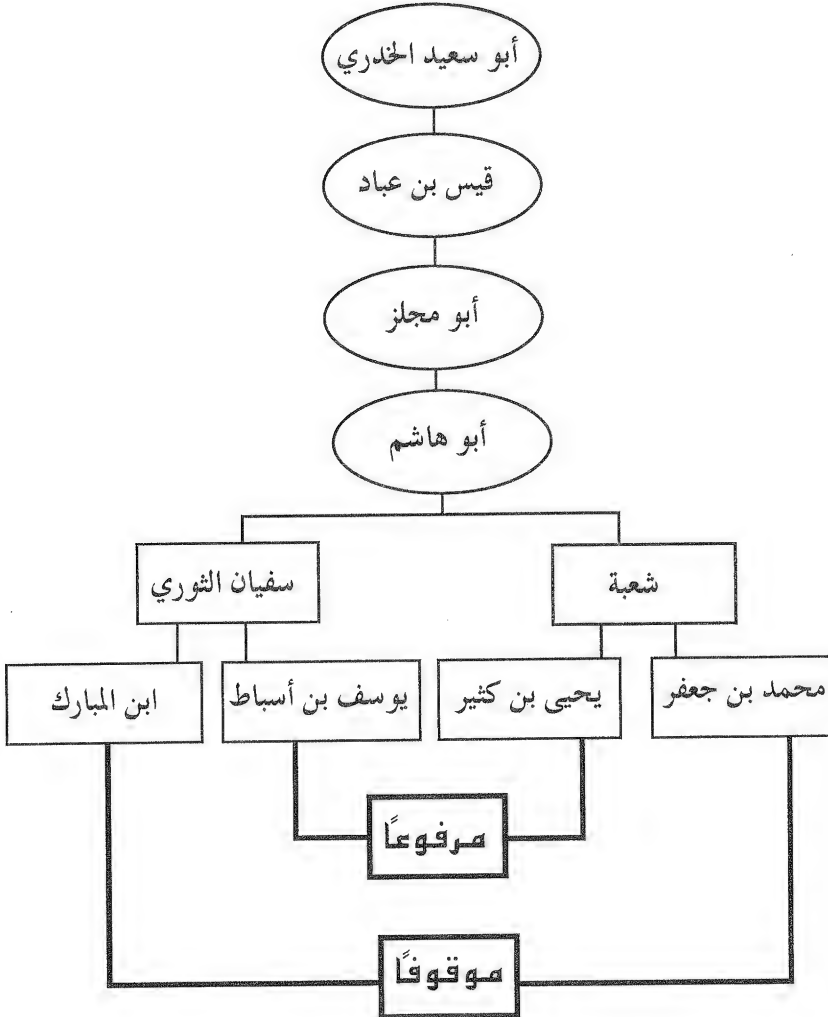 أبو سعيد الخدري
قيس بن عباد
أبو مجلز
أبو هاشم
شعبة
سفيان الثوري
محمد بن جعفر
يحيى بن كثير
يوسف بن أسباط
ابن المبارك
مرفوعًا
موقوفًا